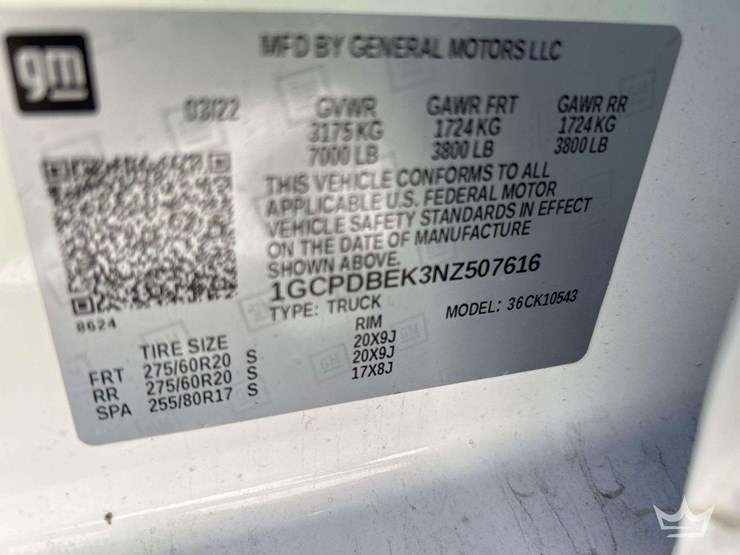 gm
MFD BY GENERAL MOTORS LLC
03/22 GVWR GAWR FRT GAWR RR
3175 KG 1724 KG 1724 KG
7000 LB 3800 LB 3800 LB
THIS VEHICLE CONFORMS TO ALL
APPLICABLE U.S. FEDERAL MOTOR
VEHICLE SAFETY STANDARDS IN EFFECT
ON THE DATE OF MANUFACTURE
SHOWN ABOVE.
1GCPDBEK3NZ507616
8624
TYPE: TRUCK MODEL: 36CK10543
TIRE SIZE RIM
FRT 275/60R20 S 20X9J
RR 275/60R20 S 20X9J
SPA 255/80R17 S 17X8J